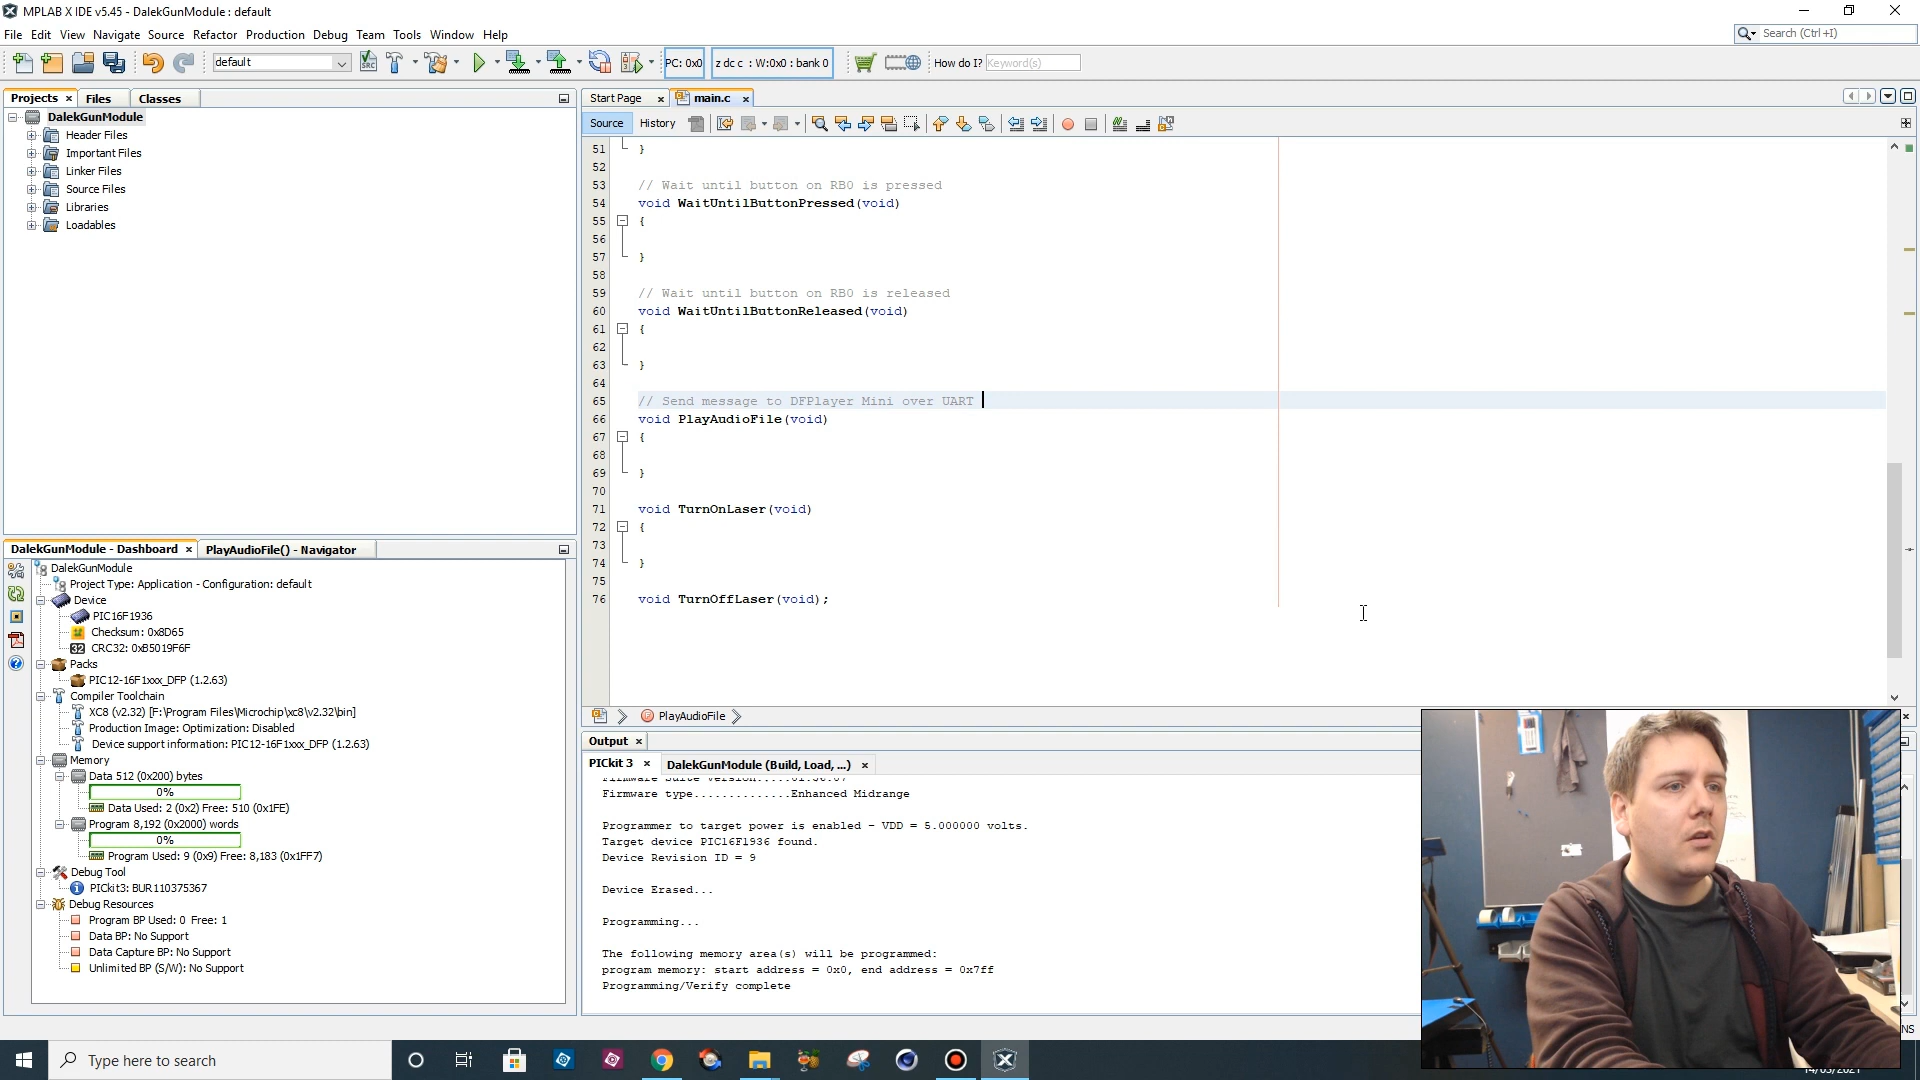 MPLAB X IDE v5.45 - DalekGunModule : default
File Edit View Navigate Source Refactor Production Debug Team Tools Window Help
Search (Ctrl+I)
default
PC: 0x0
z dc c : W:0x0 : bank 0
How do I?
Keyword(s)
Projects
Files
Classes
DalekGunModule
Header Files
Important Files
Linker Files
Source Files
Libraries
Loadables
Start Page
main.c
Source
History
51 }
52
53 // Wait until button on RB0 is pressed
54 void WaitUntilButtonPressed(void)
55 {
56
57 }
58
59 // Wait until button on RB0 is released
60 void WaitUntilButtonReleased(void)
61 {
62
63 }
64
65 // Send message to DFPlayer Mini over UART
66 void PlayAudioFile(void)
67 {
68
69 }
70
71 void TurnOnLaser(void)
72 {
73
74 }
75
76 void TurnOffLaser(void);
PlayAudioFile
DalekGunModule - Dashboard
PlayAudioFile() - Navigator
DalekGunModule
Project Type: Application - Configuration: default
Device
PIC16F1936
Checksum: 0x8D65
32 CRC32: 0xB5019F6F
Packs
PIC12-16F1xxx_DFP (1.2.63)
Compiler Toolchain
XC8 (v2.32) [F:\Program Files\Microchip\xc8\v2.32\bin]
Production Image: Optimization: Disabled
Device support information: PIC12-16F1xxx_DFP (1.2.63)
Memory
Data 512 (0x200) bytes
0%
Data Used: 2 (0x2) Free: 510 (0x1FE)
Program 8,192 (0x2000) words
0%
Program Used: 9 (0x9) Free: 8,183 (0x1FF7)
Debug Tool
PICkit3: BUR110375367
Debug Resources
Program BP Used: 0 Free: 1
Data BP: No Support
Data Capture BP: No Support
Unlimited BP (S/W): No Support
Output
PICkit 3
DalekGunModule (Build, Load, ...)
Firmware type..............Enhanced Midrange
Programmer to target power is enabled - VDD = 5.000000 volts.
Target device PIC16F1936 found.
Device Revision ID = 9
Device Erased...
Programming...
The following memory area(s) will be programmed:
program memory: start address = 0x0, end address = 0x7ff
Programming/Verify complete
Type here to search